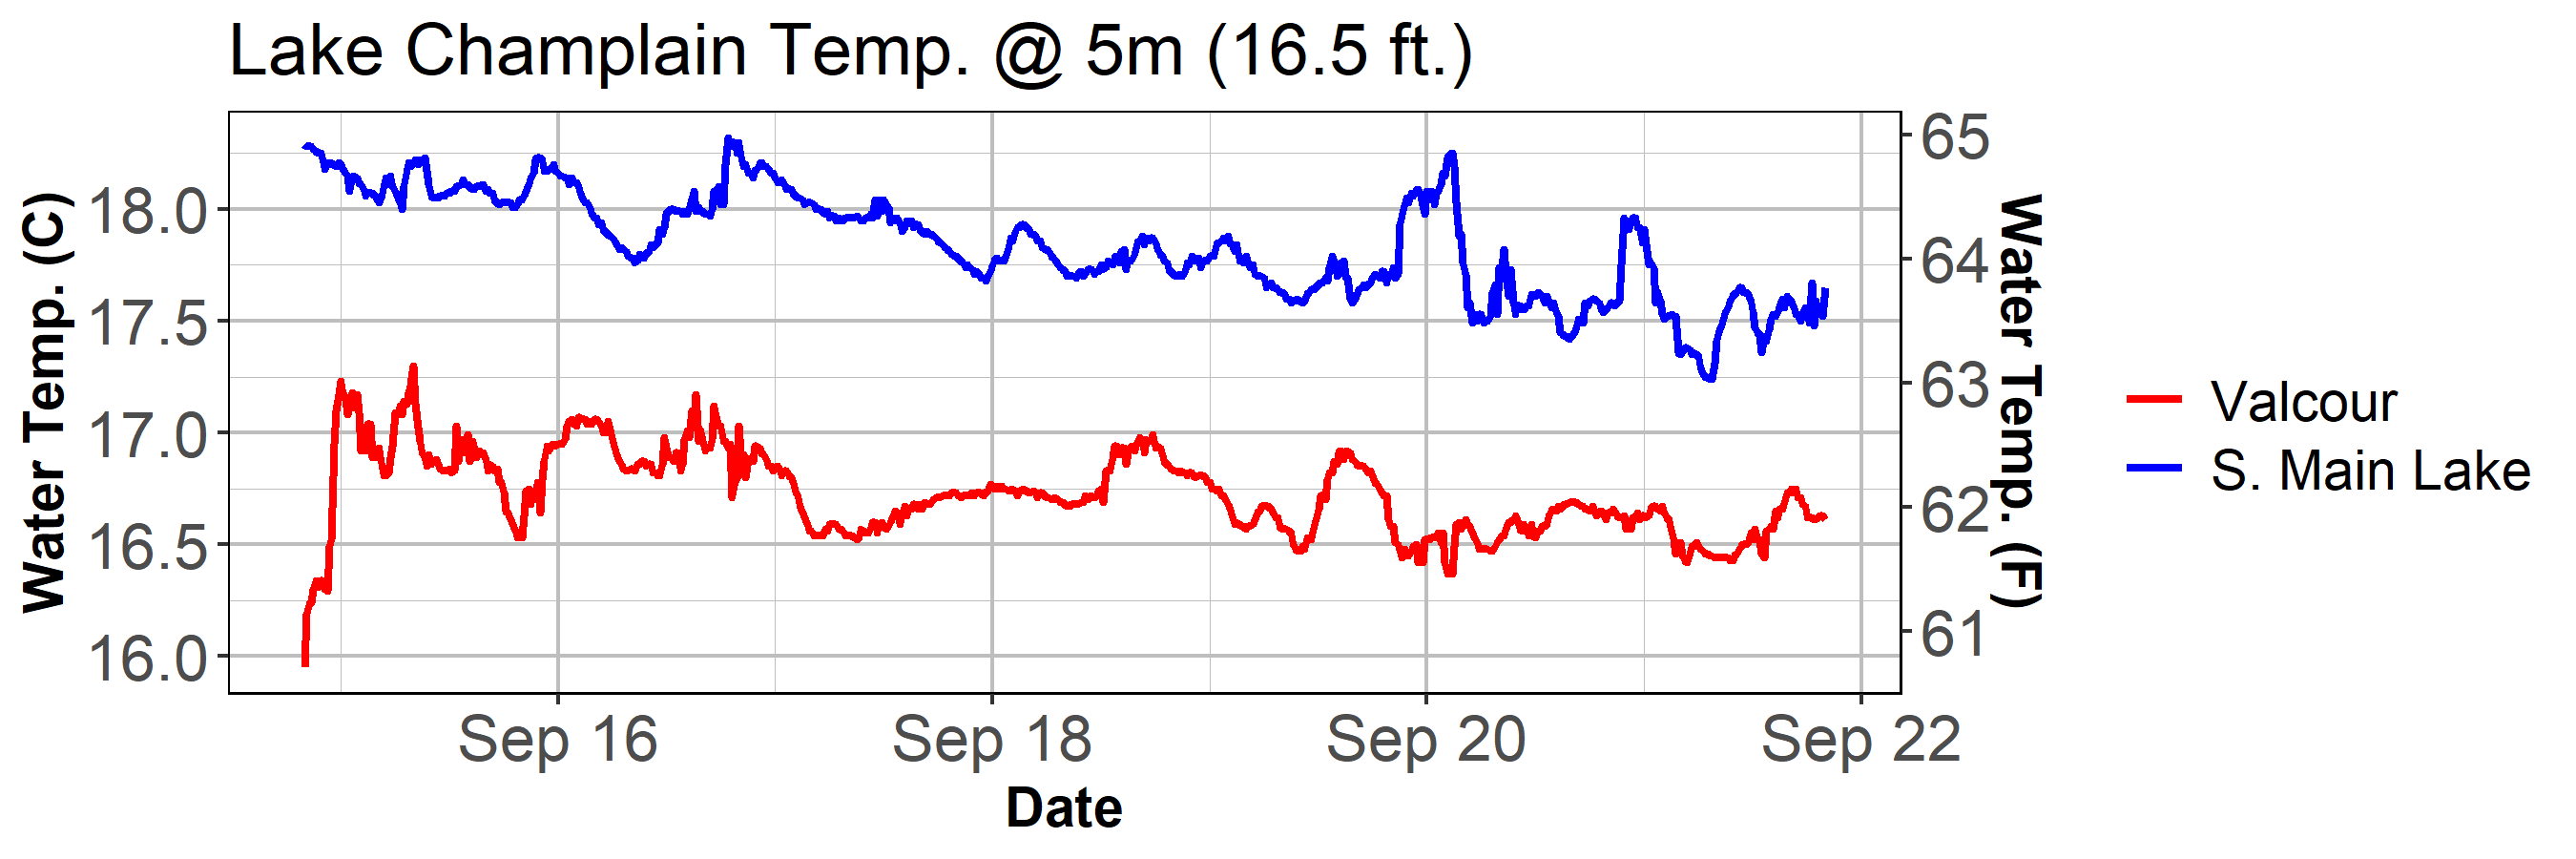 Lake Champlain Temp. @ 5m (16.5 ft.)
Water Temp. (C)
18.0
17.5
17.0
16.5
16.0
65
64
63
62
61
Water Temp. (F)
Sep 16
Sep 18
Sep 20
Sep 22
Date
Valcour
S. Main Lake